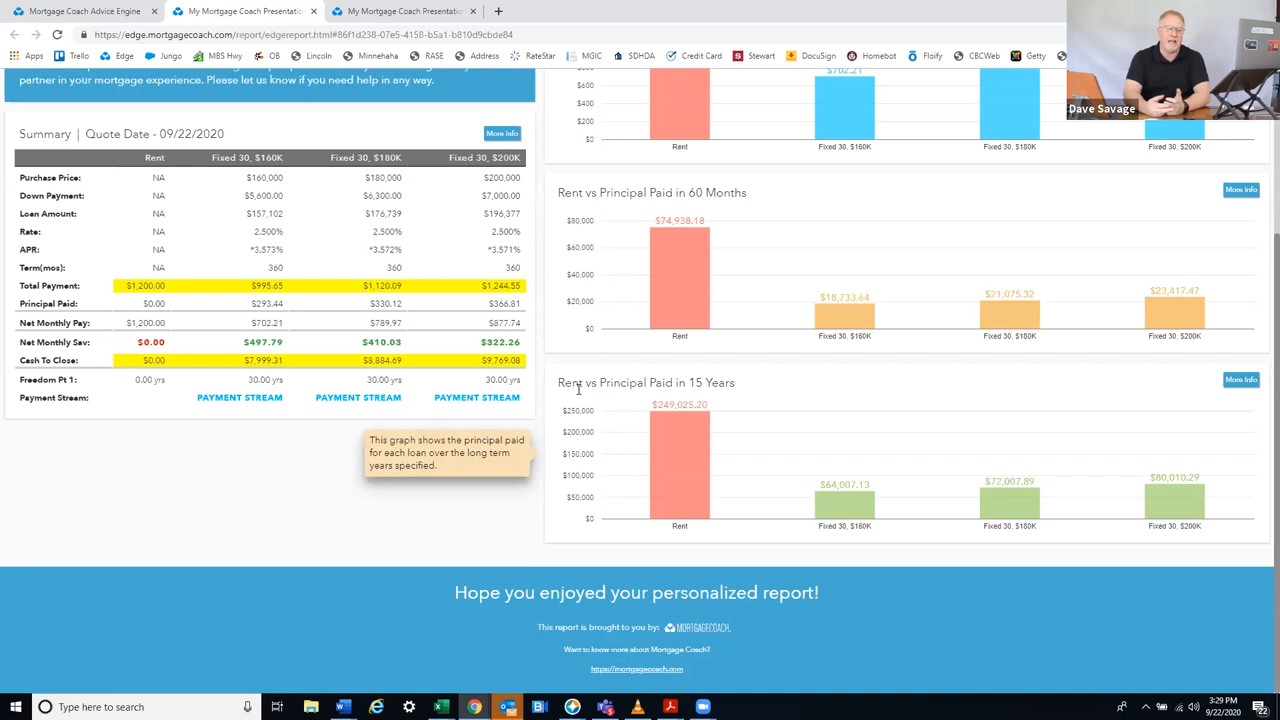 Mortgage Coach Advice Engine
My Mortgage Coach Presentatio
My Mortgage Coach Presentatio
https://edge.mortgagecoach.com/report/edgereport.html#86f1d238-07e5-4158-b5a1-b810d9cbde84
Apps Trello Edge Jungo MBS Hwy OB Lincoln Minnehaha RASE Address RateStar MGIC SDHDA Credit Card Stewart DocuSign Homebot Floify CBCWeb Getty
Dave Savage
partner in your mortgage experience. Please let us know if you need help in any way.
Summary | Quote Date - 09/22/2020 More Info
Rent Fixed 30, $160K Fixed 30, $180K Fixed 30, $200K
Purchase Price: NA $160,000 $180,000 $200,000
Down Payment: NA $5,600.00 $6,300.00 $7,000.00
Loan Amount: NA $157,102 $176,739 $196,377
Rate: NA 2.500% 2.500% 2.500%
APR: NA *3.573% *3.572% *3.571%
Term(mos): NA 360 360 360
Total Payment: $1,200.00 $995.65 $1,120.09 $1,244.55
Principal Paid: $0.00 $293.44 $330.12 $366.81
Net Monthly Pay: $1,200.00 $702.21 $789.97 $877.74
Net Monthly Sav: $0.00 $497.79 $410.03 $322.26
Cash To Close: $0.00 $7,999.31 $8,884.69 $9,769.08
Freedom Pt 1: 0.00 yrs 30.00 yrs 30.00 yrs 30.00 yrs
Payment Stream: PAYMENT STREAM PAYMENT STREAM PAYMENT STREAM
This graph shows the principal paid
for each loan over the long term
years specified.
$702.21
$600
$400
$200
$0
Rent Fixed 30, $160K Fixed 30, $180K Fixed 30, $200K
Rent vs Principal Paid in 60 Months More Info
$80,000 $74,938.18
$60,000
$40,000
$20,000 $18,733.64 $21,075.32 $23,417.47
$0
Rent Fixed 30, $160K Fixed 30, $180K Fixed 30, $200K
Rent vs Principal Paid in 15 Years More Info
$249,025.20
$250,000
$200,000
$150,000
$100,000 $64,007.13 $72,007.89 $80,010.29
$50,000
$0
Rent Fixed 30, $160K Fixed 30, $180K Fixed 30, $200K
Hope you enjoyed your personalized report!
This report is brought to you by: MORTGAGECOACH
Want to know more about Mortgage Coach?
https://mortgagecoach.com
Type here to search
3:29 PM
9/22/2020
22